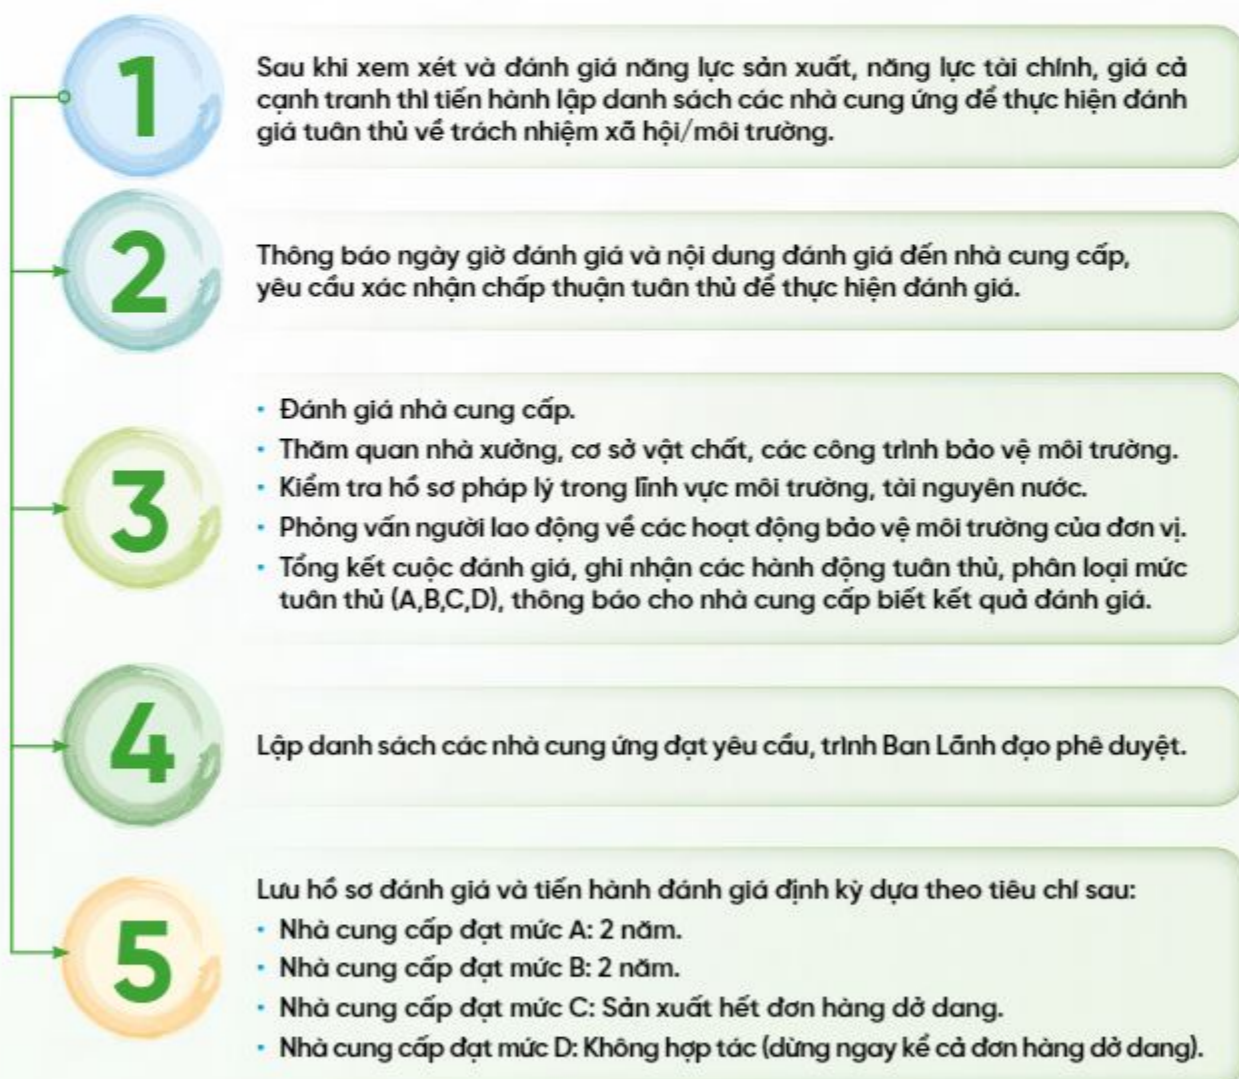 1
Sau khi xem xét và đánh giá năng lực sản xuất, năng lực tài chính, giá cả
cạnh tranh thì tiến hành lập danh sách các nhà cung ứng để thực hiện đánh
giá tuân thủ về trách nhiệm xã hội/môi trường.
2
Thông báo ngày giờ đánh giá và nội dung đánh giá đến nhà cung cấp,
yêu cầu xác nhận chấp thuận tuân thủ để thực hiện đánh giá.
3
• Đánh giá nhà cung cấp.
• Thăm quan nhà xưởng, cơ sở vật chất, các công trình bảo vệ môi trường.
• Kiểm tra hồ sơ pháp lý trong lĩnh vực môi trường, tài nguyên nước.
• Phỏng vấn người lao động về các hoạt động bảo vệ môi trường của đơn vị.
• Tổng kết cuộc đánh giá, ghi nhận các hành động tuân thủ, phân loại mức
tuân thủ (A,B,C,D), thông báo cho nhà cung cấp biết kết quả đánh giá.
4
Lập danh sách các nhà cung ứng đạt yêu cầu, trình Ban Lãnh đạo phê duyệt.
5
Lưu hồ sơ đánh giá và tiến hành đánh giá định kỳ dựa theo tiêu chí sau:
• Nhà cung cấp đạt mức A: 2 năm.
• Nhà cung cấp đạt mức B: 2 năm.
• Nhà cung cấp đạt mức C: Sản xuất hết đơn hàng dở dang.
• Nhà cung cấp đạt mức D: Không hợp tác (dừng ngay kể cả đơn hàng dở dang).